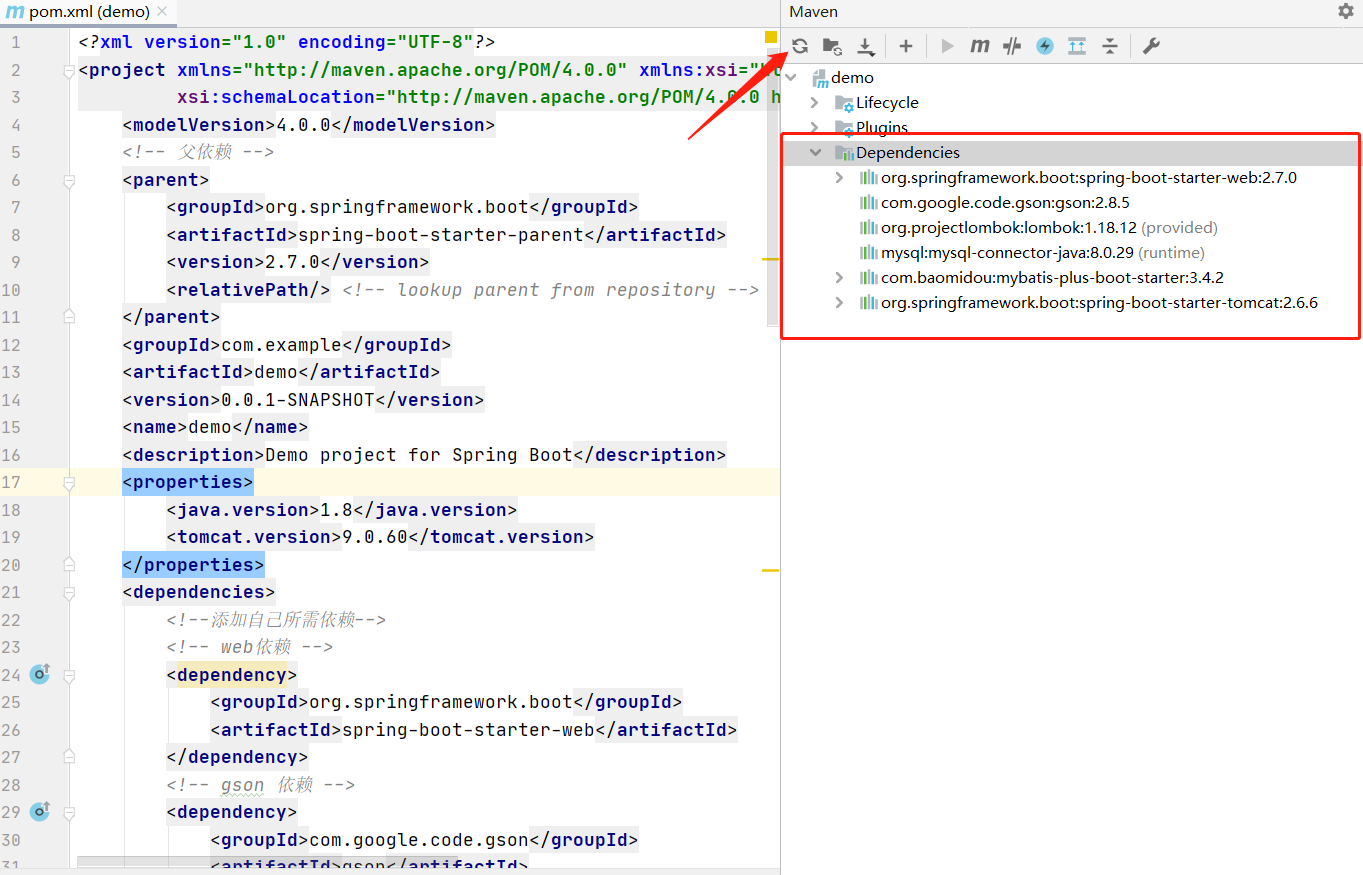 pom.xml (demo)
1 <?xml version="1.0" encoding="UTF-8"?>
2 <project xmlns="http://maven.apache.org/POM/4.0.0" xmlns:xsi="
3 xsi:schemaLocation="http://maven.apache.org/POM/4.0.0 h
4 <modelVersion>4.0.0</modelVersion>
5 <!-- 父依赖 -->
6 <parent>
7 <groupId>org.springframework.boot</groupId>
8 <artifactId>spring-boot-starter-parent</artifactId>
9 <version>2.7.0</version>
10 <relativePath/> <!-- lookup parent from repository -->
11 </parent>
12 <groupId>com.example</groupId>
13 <artifactId>demo</artifactId>
14 <version>0.0.1-SNAPSHOT</version>
15 <name>demo</name>
16 <description>Demo project for Spring Boot</description>
17 <properties>
18 <java.version>1.8</java.version>
19 <tomcat.version>9.0.60</tomcat.version>
20 </properties>
21 <dependencies>
22 <!--添加自己所需依赖-->
23 <!-- web依赖 -->
24 <dependency>
25 <groupId>org.springframework.boot</groupId>
26 <artifactId>spring-boot-starter-web</artifactId>
27 </dependency>
28 <!-- gson 依赖 -->
29 <dependency>
30 <groupId>com.google.code.gson</groupId>
31 <artifactId>gson</artifactId>
Maven
demo
Lifecycle
Plugins
Dependencies
org.springframework.boot:spring-boot-starter-web:2.7.0
com.google.code.gson:gson:2.8.5
org.projectlombok:lombok:1.18.12 (provided)
mysql:mysql-connector-java:8.0.29 (runtime)
com.baomidou:mybatis-plus-boot-starter:3.4.2
org.springframework.boot:spring-boot-starter-tomcat:2.6.6